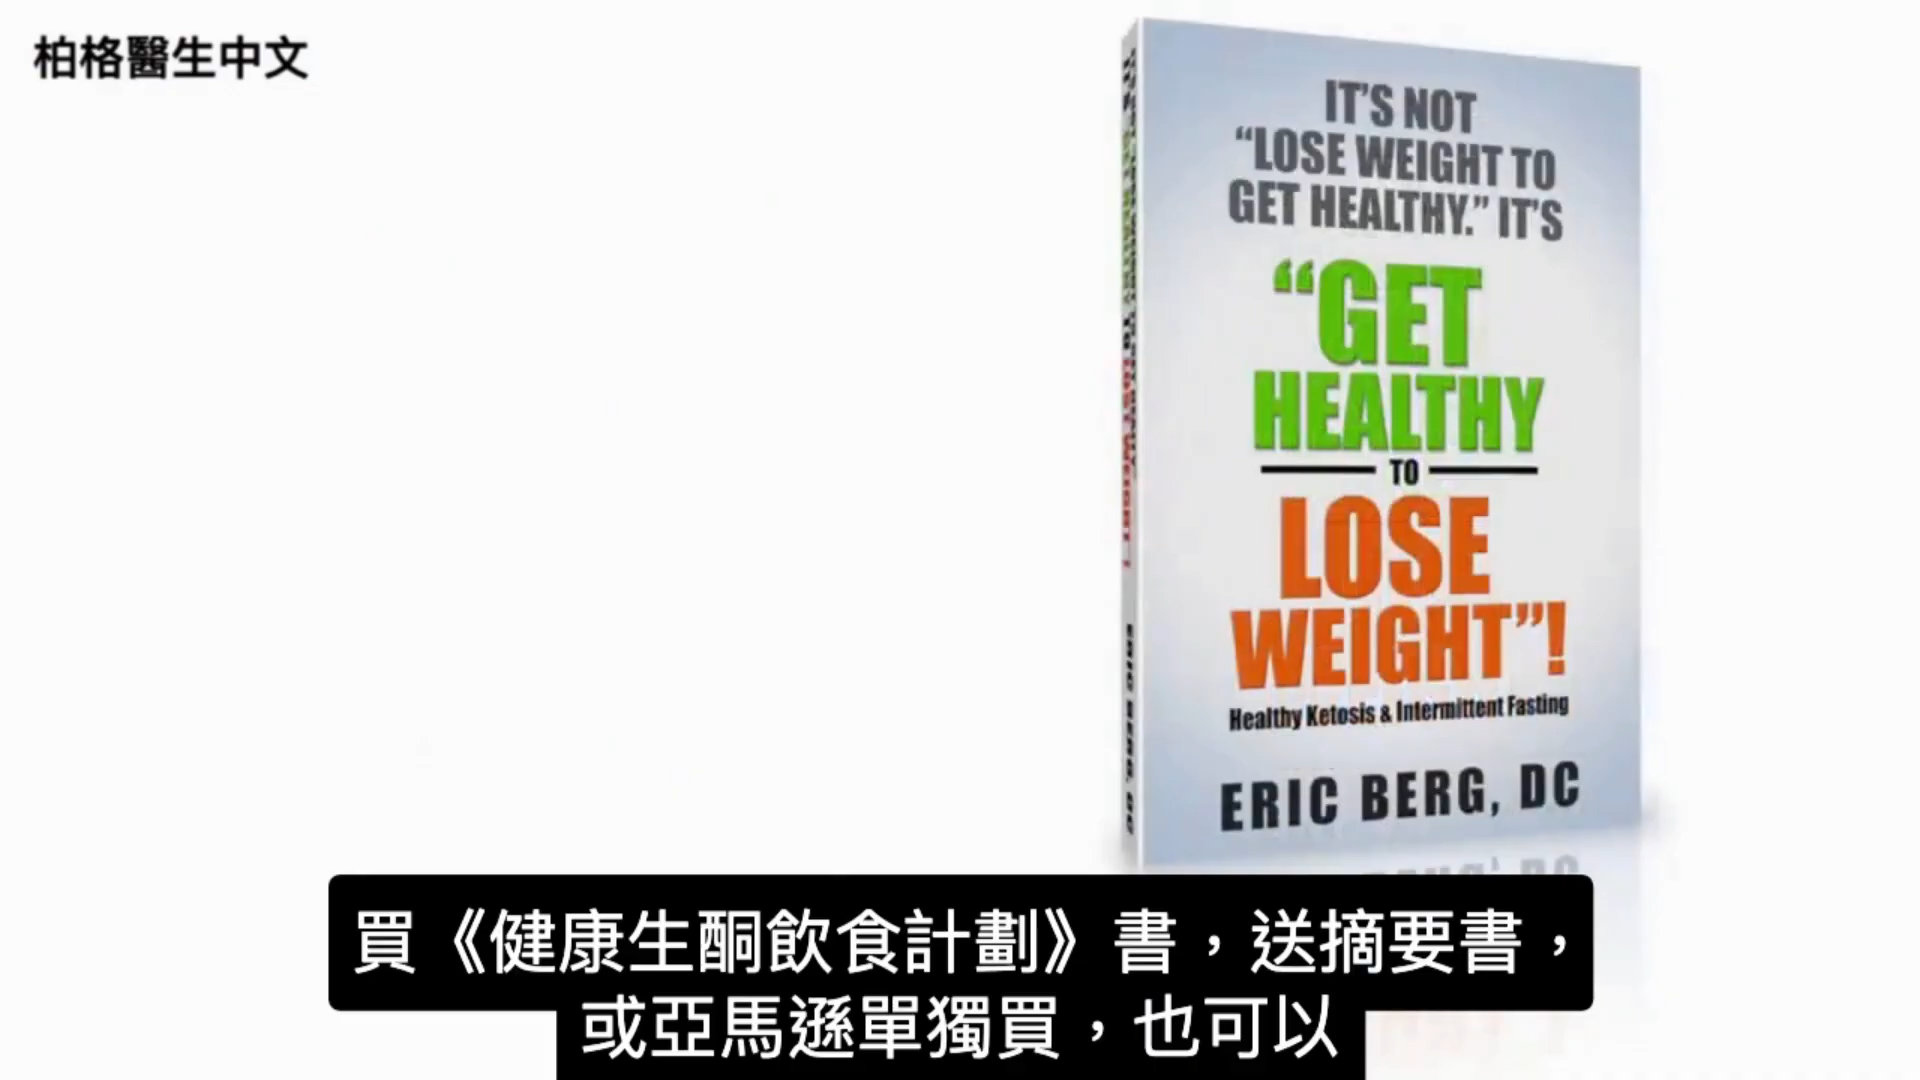 柏格醫生中文
IT'S NOT
“LOSE WEIGHT TO
GET HEALTHY.” IT'S
“GET
HEALTHY
TO
LOSE
WEIGHT”!
Healthy Ketosis & Intermittent Fasting
ERIC BERG, DC
買《健康生酮飲食計劃》書，送摘要書，
或亞馬遜單獨買，也可以